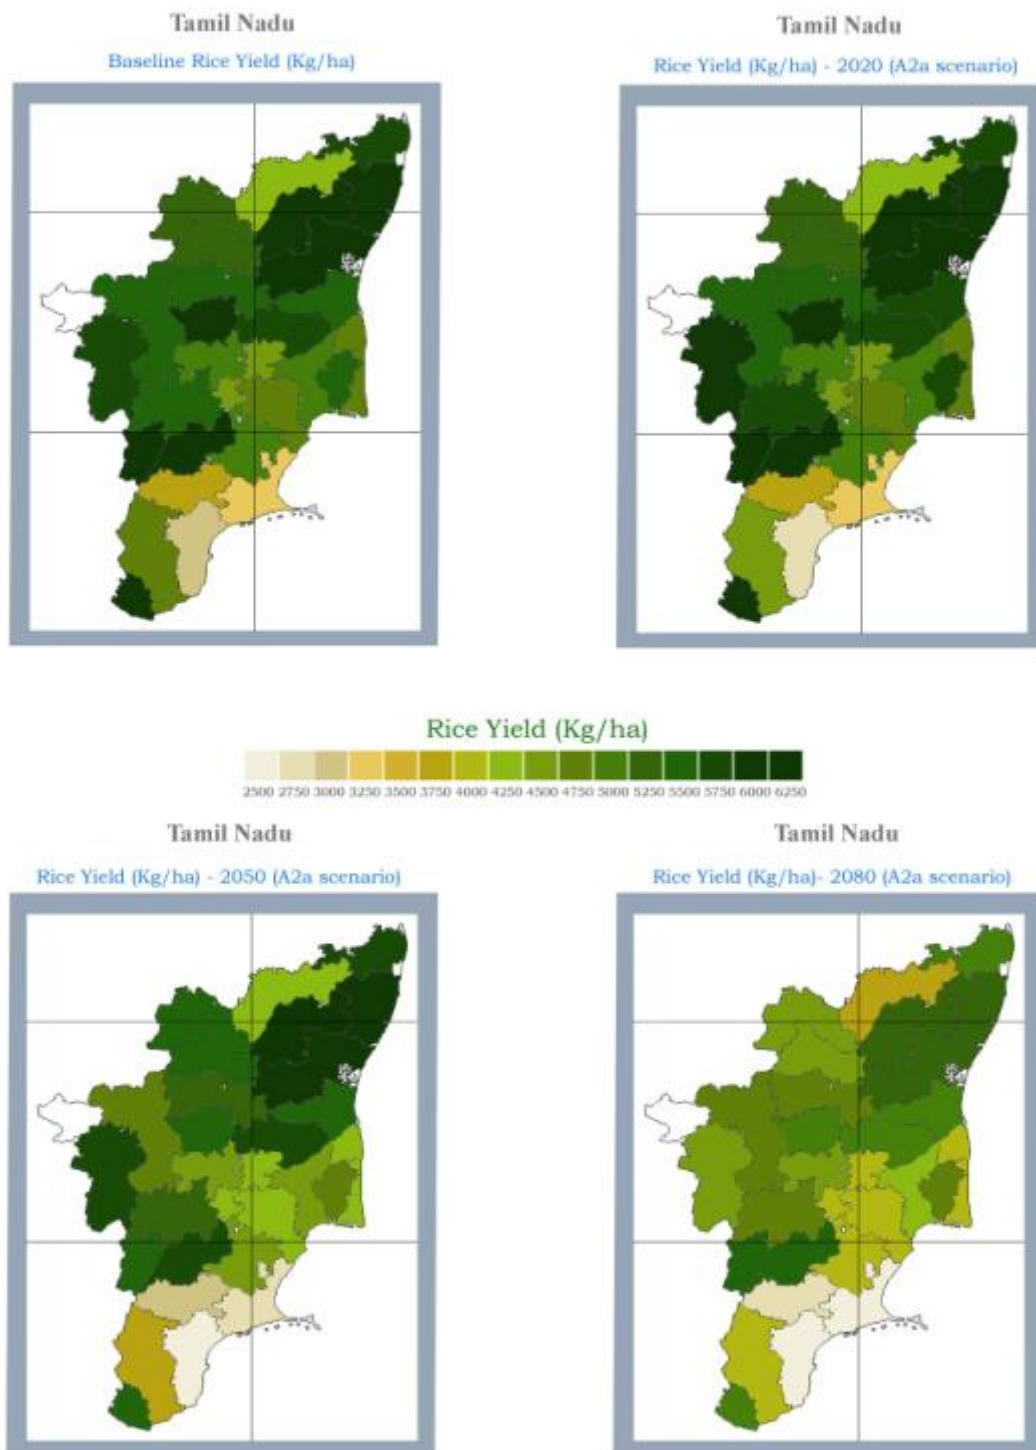 Tamil Nadu
Baseline Rice Yield (Kg/ha)
Tamil Nadu
Rice Yield (Kg/ha) - 2020 (A2a scenario)
Rice Yield (Kg/ha)
2500 2750 3000 3250 3500 3750 4000 4250 4500 4750 5000 5250 5500 5750 6000 6250
Tamil Nadu
Rice Yield (Kg/ha) - 2050 (A2a scenario)
Tamil Nadu
Rice Yield (Kg/ha)- 2080 (A2a scenario)